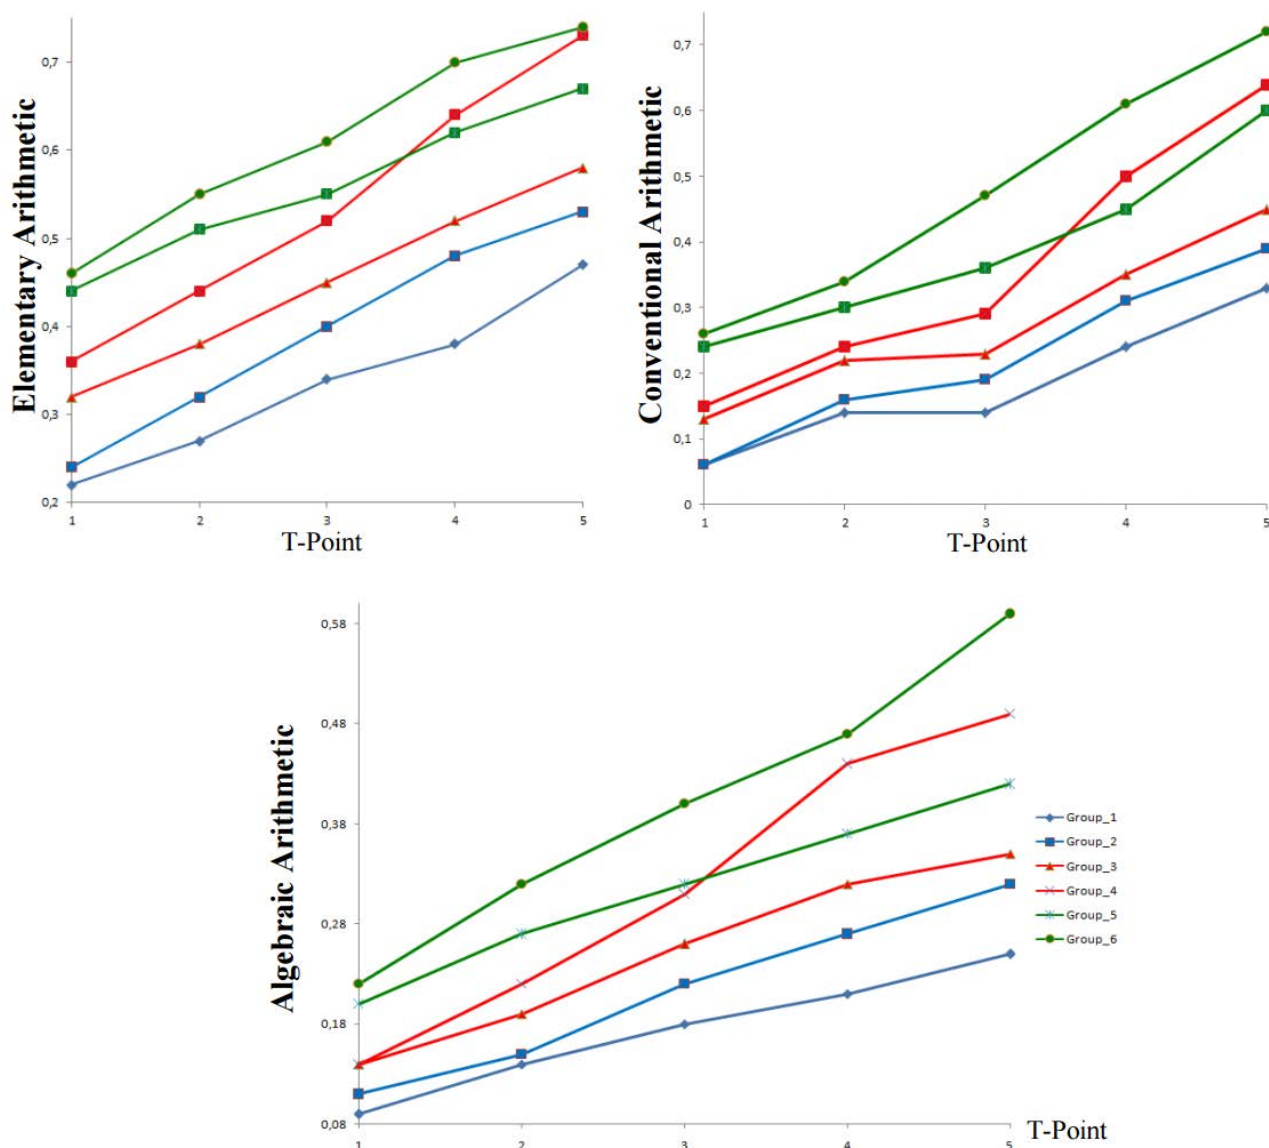 Elementary Arithmetic
0,7
0,6
0,5
0,4
0,3
0,2
1 2 3 4 5
T-Point
Conventional Arithmetic
0,7
0,6
0,5
0,4
0,3
0,2
0,1
0
1 2 3 4 5
T-Point
Algebraic Arithmetic
0,58
0,48
0,38
0,28
0,18
0,08
1 2 3 4 5
T-Point
Group_1
Group_2
Group_3
Group_4
Group_5
Group_6